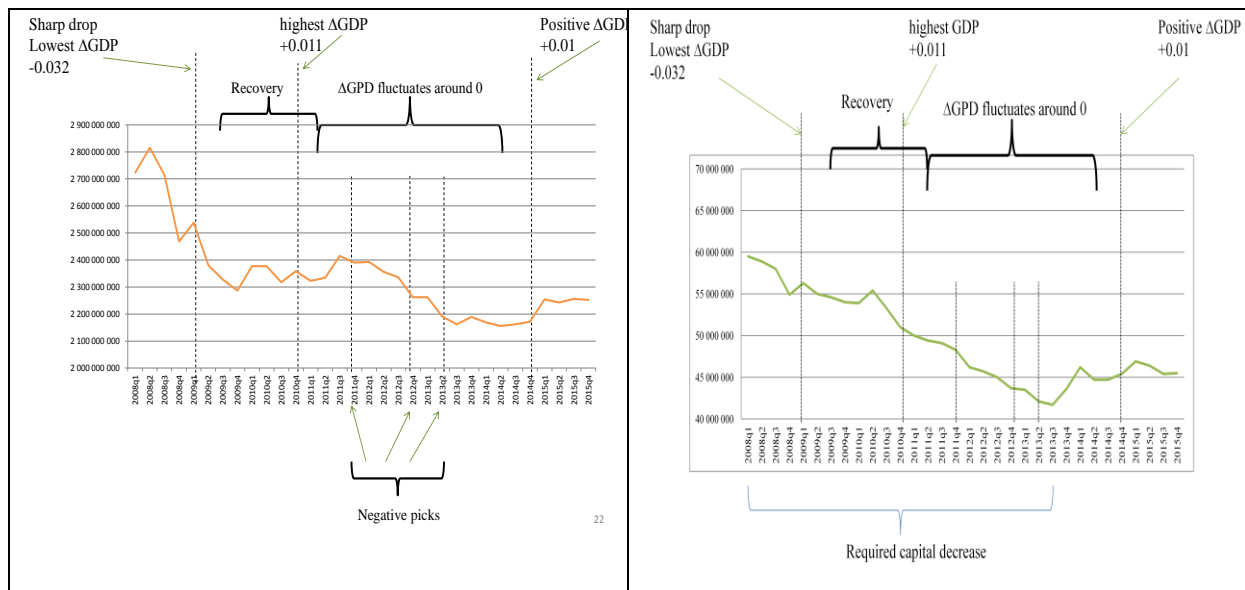 Sharp drop
Lowest ΔGDP
-0.032
highest ΔGDP
+0.011
Positive ΔGD
+0.01
Recovery
ΔGPD fluctuates around 0
2 900 000 000
2 800 000 000
2 700 000 000
2 600 000 000
2 500 000 000
2 400 000 000
2 300 000 000
2 200 000 000
2 100 000 000
2 000 000 000
2008q1
2008q2
2008q3
2008q4
2009q1
2009q2
2009q3
2009q4
2010q1
2010q2
2010q3
2010q4
2011q1
2011q2
2011q3
2011q4
2012q1
2012q2
2012q3
2012q4
2013q1
2013q2
2013q3
2013q4
2014q1
2014q2
2014q3
2014q4
2015q1
2015q2
2015q3
2015q4
Negative picks
22
Sharp drop
Lowest ΔGDP
-0.032
highest GDP
+0.011
Positive ΔGDP
+0.01
Recovery
ΔGPD fluctuates around 0
70 000 000
65 000 000
60 000 000
55 000 000
50 000 000
45 000 000
40 000 000
2008q1
2008q2
2008q3
2008q4
2009q1
2009q2
2009q3
2009q4
2010q1
2010q2
2010q3
2010q4
2011q1
2011q2
2011q3
2011q4
2012q1
2012q2
2012q3
2012q4
2013q1
2013q2
2013q3
2013q4
2014q1
2014q2
2014q3
2014q4
2015q1
2015q2
2015q3
2015q4
Required capital decrease